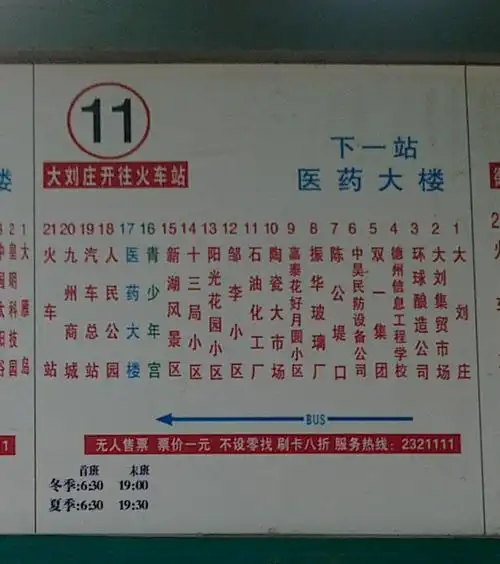 11
大刘庄开往火车站
下一站
医药大楼
21 20 19 18 17 16 15 14 13 12 11 10 9 8 7 6 5 4 3 2 1
火车站
九州商城
汽车总站
人民公园
医药大楼
青少年宫
新湖风景区
十三局小区
阳光花园小区
邹李小区
石油化工厂
陶瓷大市场
高泰花好月圆小区
振华玻璃厂
陈公堤口
中昊民防设备公司
双一集团
德州信息工程学校
环球酿造公司
大刘集贸市场
大刘庄
BUS
无人售票 票价一元 不设零找 刷卡八折 服务热线：2321111
首班 末班
冬季:6:30 19:00
夏季:6:30 19:30